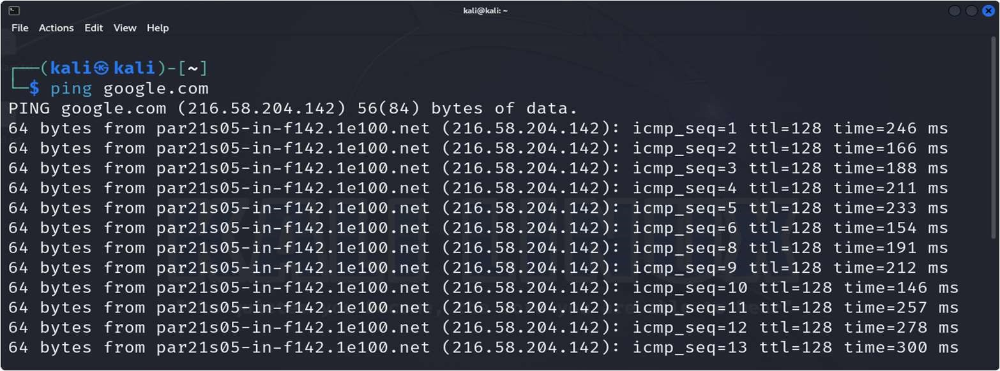 kali@kali: ~
File Actions Edit View Help
┌──(kali㉿kali)-[~]
└─$ ping google.com
PING google.com (216.58.204.142) 56(84) bytes of data.
64 bytes from par21s05-in-f142.1e100.net (216.58.204.142): icmp_seq=1 ttl=128 time=246 ms
64 bytes from par21s05-in-f142.1e100.net (216.58.204.142): icmp_seq=2 ttl=128 time=166 ms
64 bytes from par21s05-in-f142.1e100.net (216.58.204.142): icmp_seq=3 ttl=128 time=188 ms
64 bytes from par21s05-in-f142.1e100.net (216.58.204.142): icmp_seq=4 ttl=128 time=211 ms
64 bytes from par21s05-in-f142.1e100.net (216.58.204.142): icmp_seq=5 ttl=128 time=233 ms
64 bytes from par21s05-in-f142.1e100.net (216.58.204.142): icmp_seq=6 ttl=128 time=154 ms
64 bytes from par21s05-in-f142.1e100.net (216.58.204.142): icmp_seq=8 ttl=128 time=191 ms
64 bytes from par21s05-in-f142.1e100.net (216.58.204.142): icmp_seq=9 ttl=128 time=212 ms
64 bytes from par21s05-in-f142.1e100.net (216.58.204.142): icmp_seq=10 ttl=128 time=146 ms
64 bytes from par21s05-in-f142.1e100.net (216.58.204.142): icmp_seq=11 ttl=128 time=257 ms
64 bytes from par21s05-in-f142.1e100.net (216.58.204.142): icmp_seq=12 ttl=128 time=278 ms
64 bytes from par21s05-in-f142.1e100.net (216.58.204.142): icmp_seq=13 ttl=128 time=300 ms